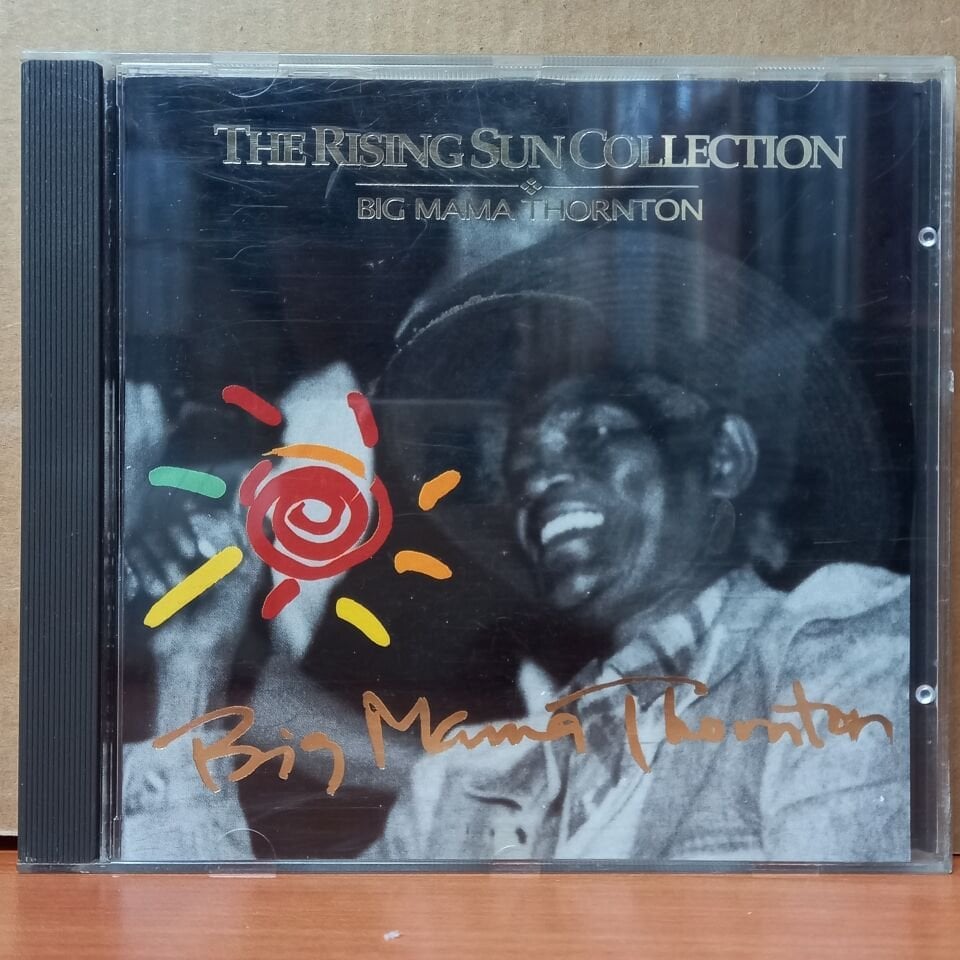 THE RISING SUN COLLECTION
BIG MAMA THORNTON
Big Mama Thornton